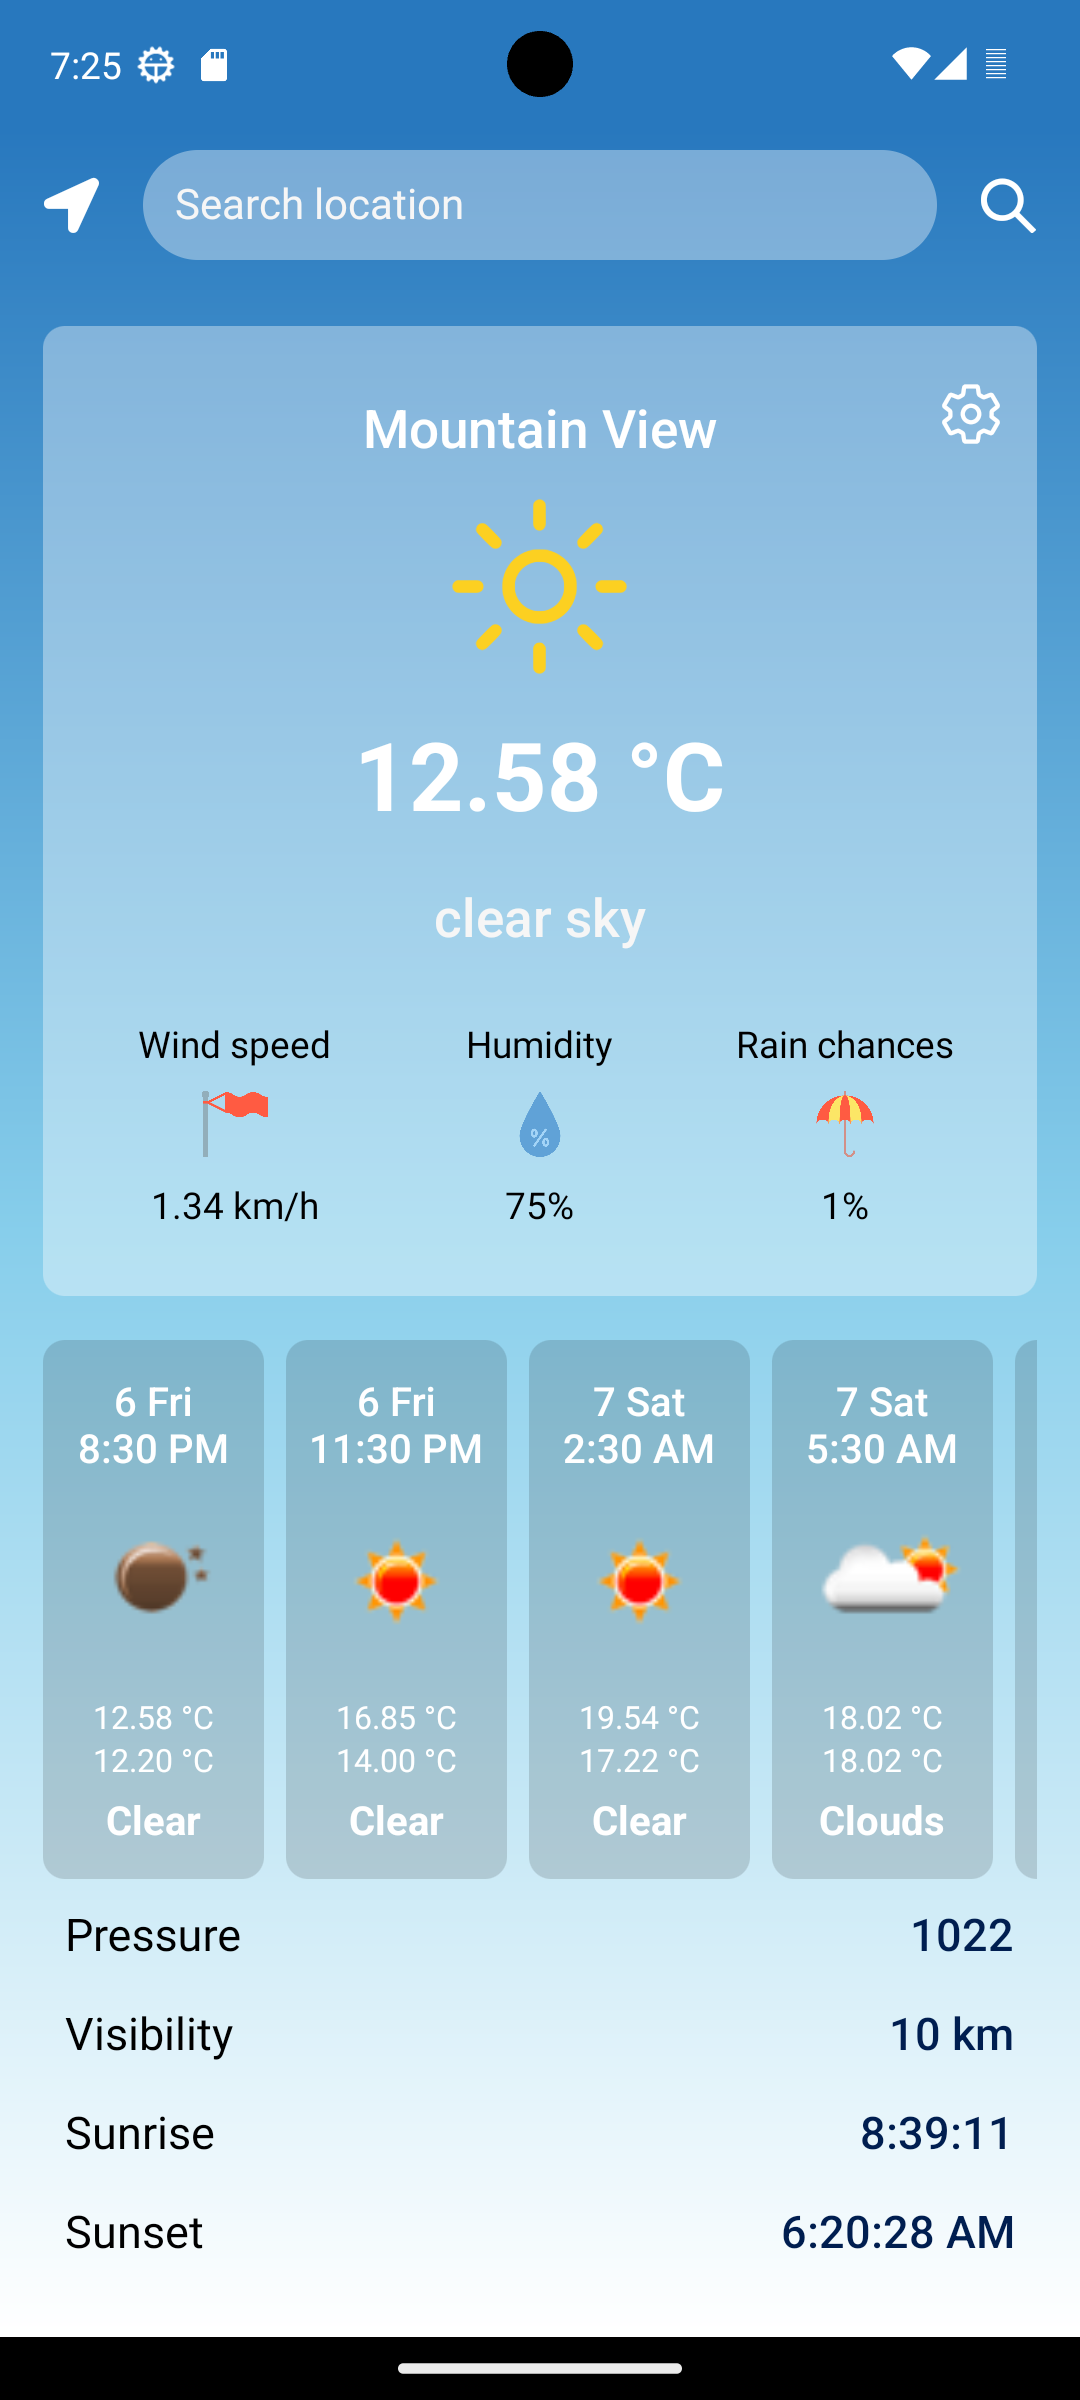 7:25
Search location
Mountain View
12.58 °C
clear sky
Wind speed
Humidity
Rain chances
%
1.34 km/h
75%
1%
6 Fri
8:30 PM
12.58 °C
12.20 °C
Clear
6 Fri
11:30 PM
16.85 °C
14.00 °C
Clear
7 Sat
2:30 AM
19.54 °C
17.22 °C
Clear
7 Sat
5:30 AM
18.02 °C
18.02 °C
Clouds
Pressure 1022
Visibility 10 km
Sunrise 8:39:11
Sunset 6:20:28 AM